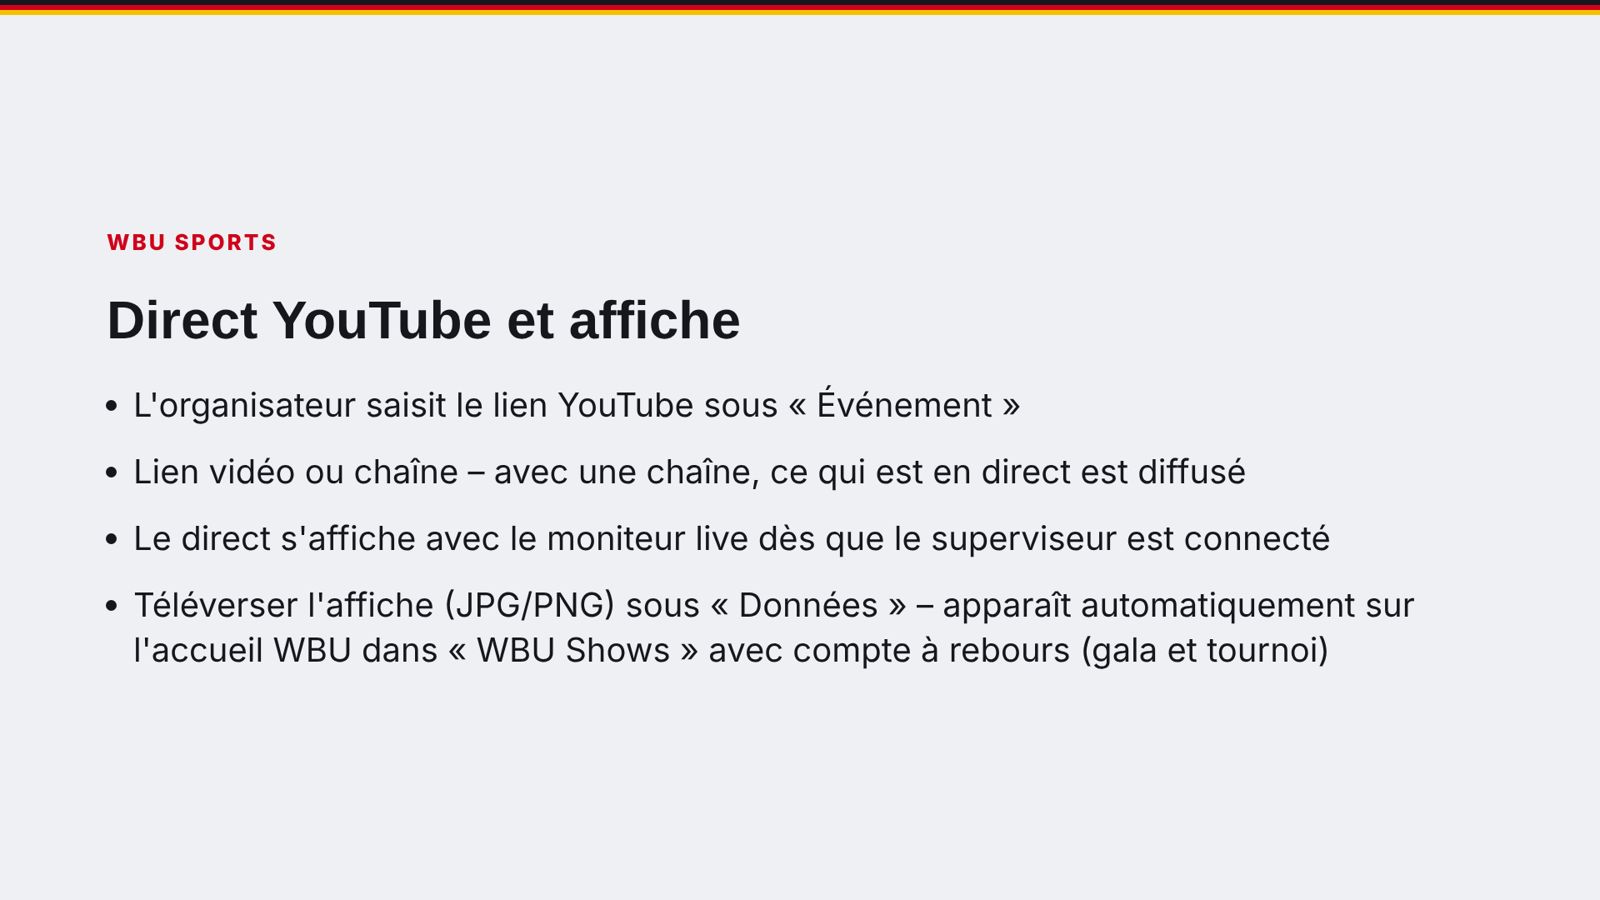 WBU SPORTS
Direct YouTube et affiche
• L'organisateur saisit le lien YouTube sous « Événement »
• Lien vidéo ou chaîne – avec une chaîne, ce qui est en direct est diffusé
• Le direct s'affiche avec le moniteur live dès que le superviseur est connecté
• Téléverser l'affiche (JPG/PNG) sous « Données » – apparaît automatiquement sur
l'accueil WBU dans « WBU Shows » avec compte à rebours (gala et tournoi)